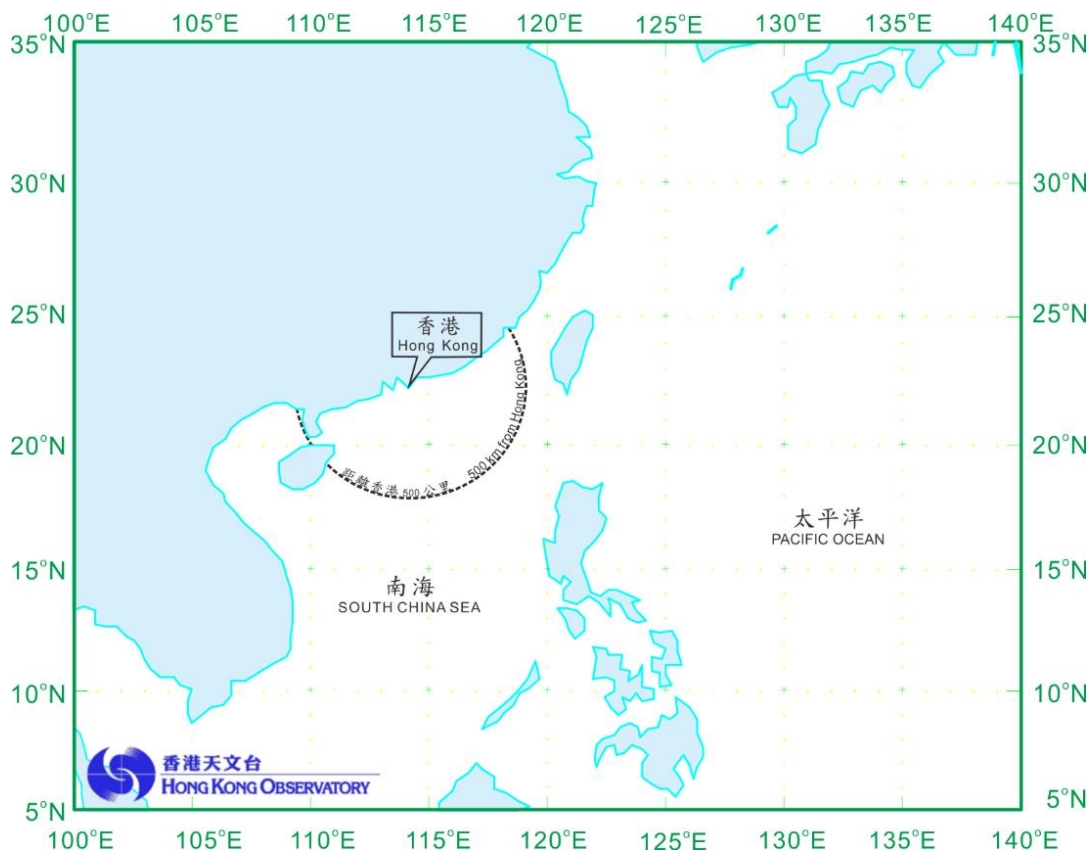 100°E 105°E 110°E 115°E 120°E 125°E 130°E 135°E 140°E
35°N 35°N
30°N 30°N
25°N 25°N
香港
Hong Kong
500 km from Hong Kong
20°N 20°N
距離香港500公里
太平洋
PACIFIC OCEAN
15°N 15°N
南海
SOUTH CHINA SEA
10°N 10°N
香港天文台
HONG KONG OBSERVATORY
5°N 5°N
100°E 105°E 110°E 115°E 120°E 125°E 130°E 135°E 140°E